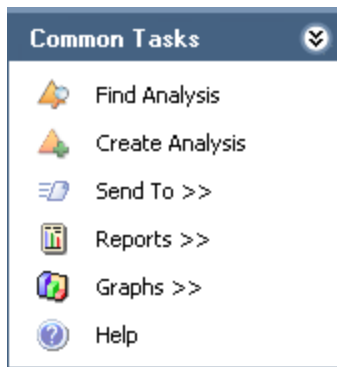 Common Tasks
Find Analysis
Create Analysis
Send To >>
Reports >>
Graphs >>
Help